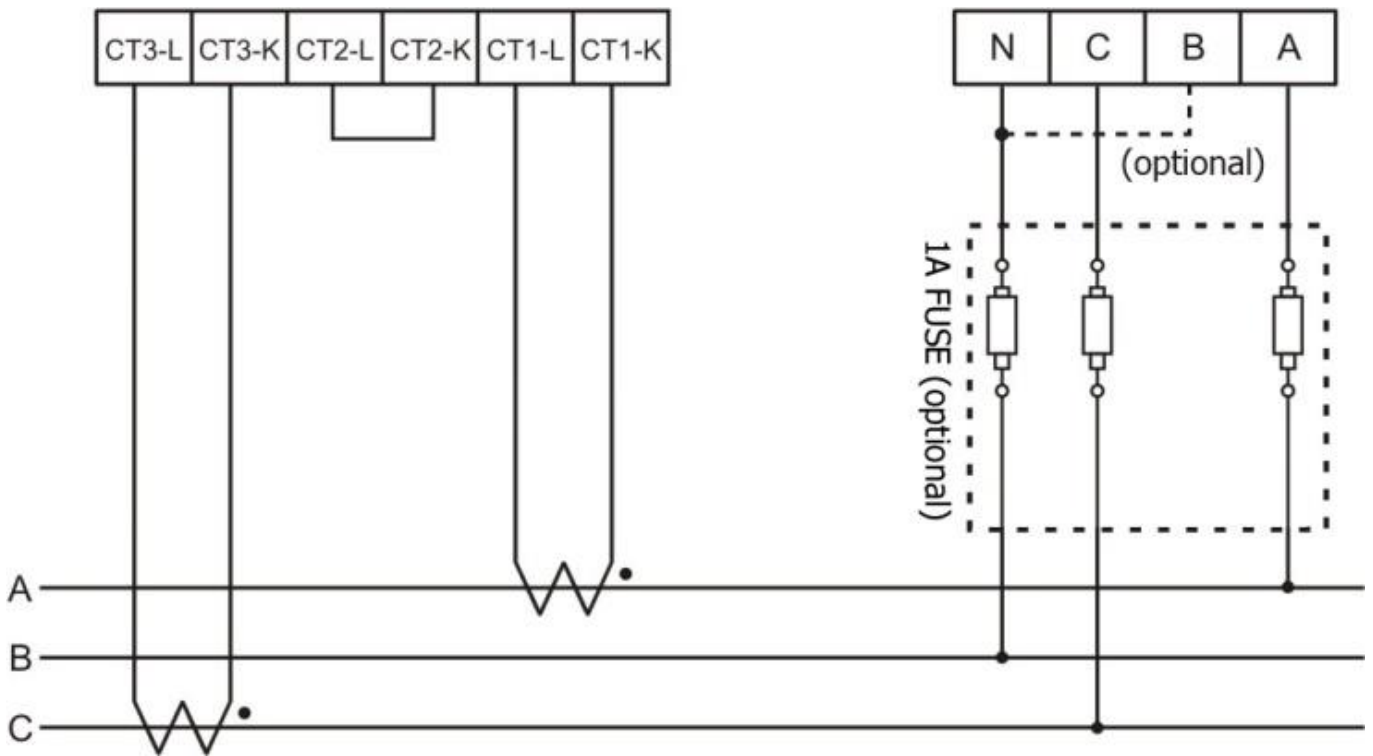 CT3-L CT3-K CT2-L CT2-K CT1-L CT1-K
N C B A
(optional)
1A FUSE (optional)
A
B
C